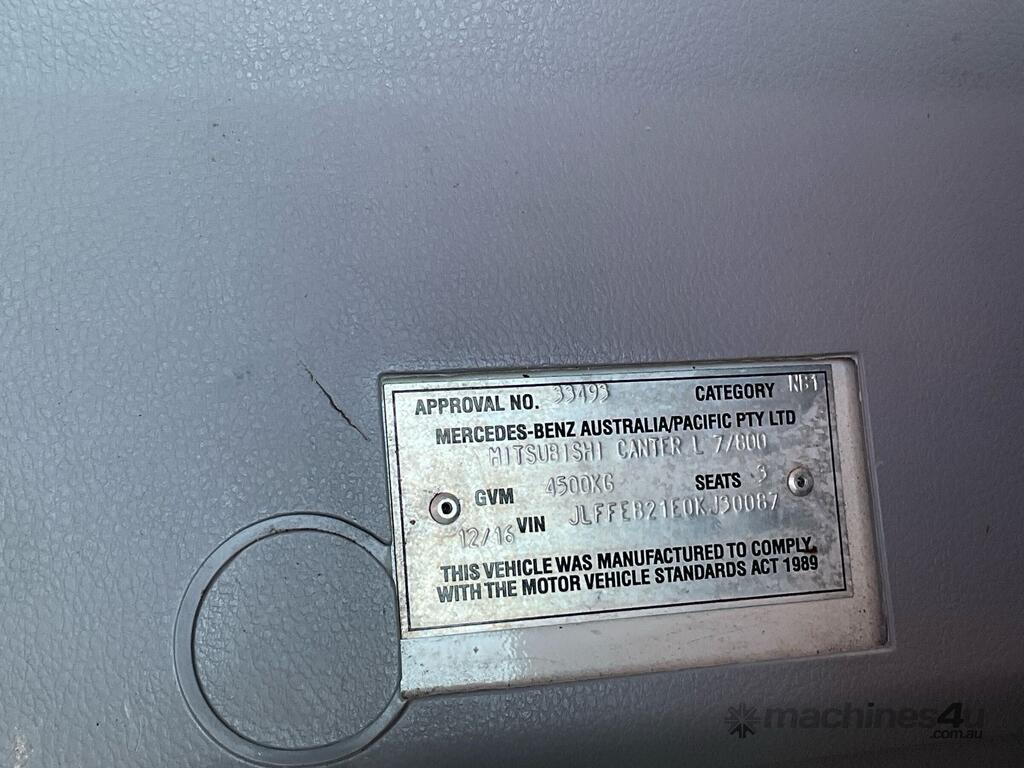 APPROVAL NO. 33493 CATEGORY NB1
MERCEDES-BENZ AUSTRALIA/PACIFIC PTY LTD
MITSUBISHI CANTER L 7/800
GVM 4500KG SEATS 3
12/16 VIN JLFFEB21E0KJ30087
THIS VEHICLE WAS MANUFACTURED TO COMPLY
WITH THE MOTOR VEHICLE STANDARDS ACT 1989
machines4u
.com.au